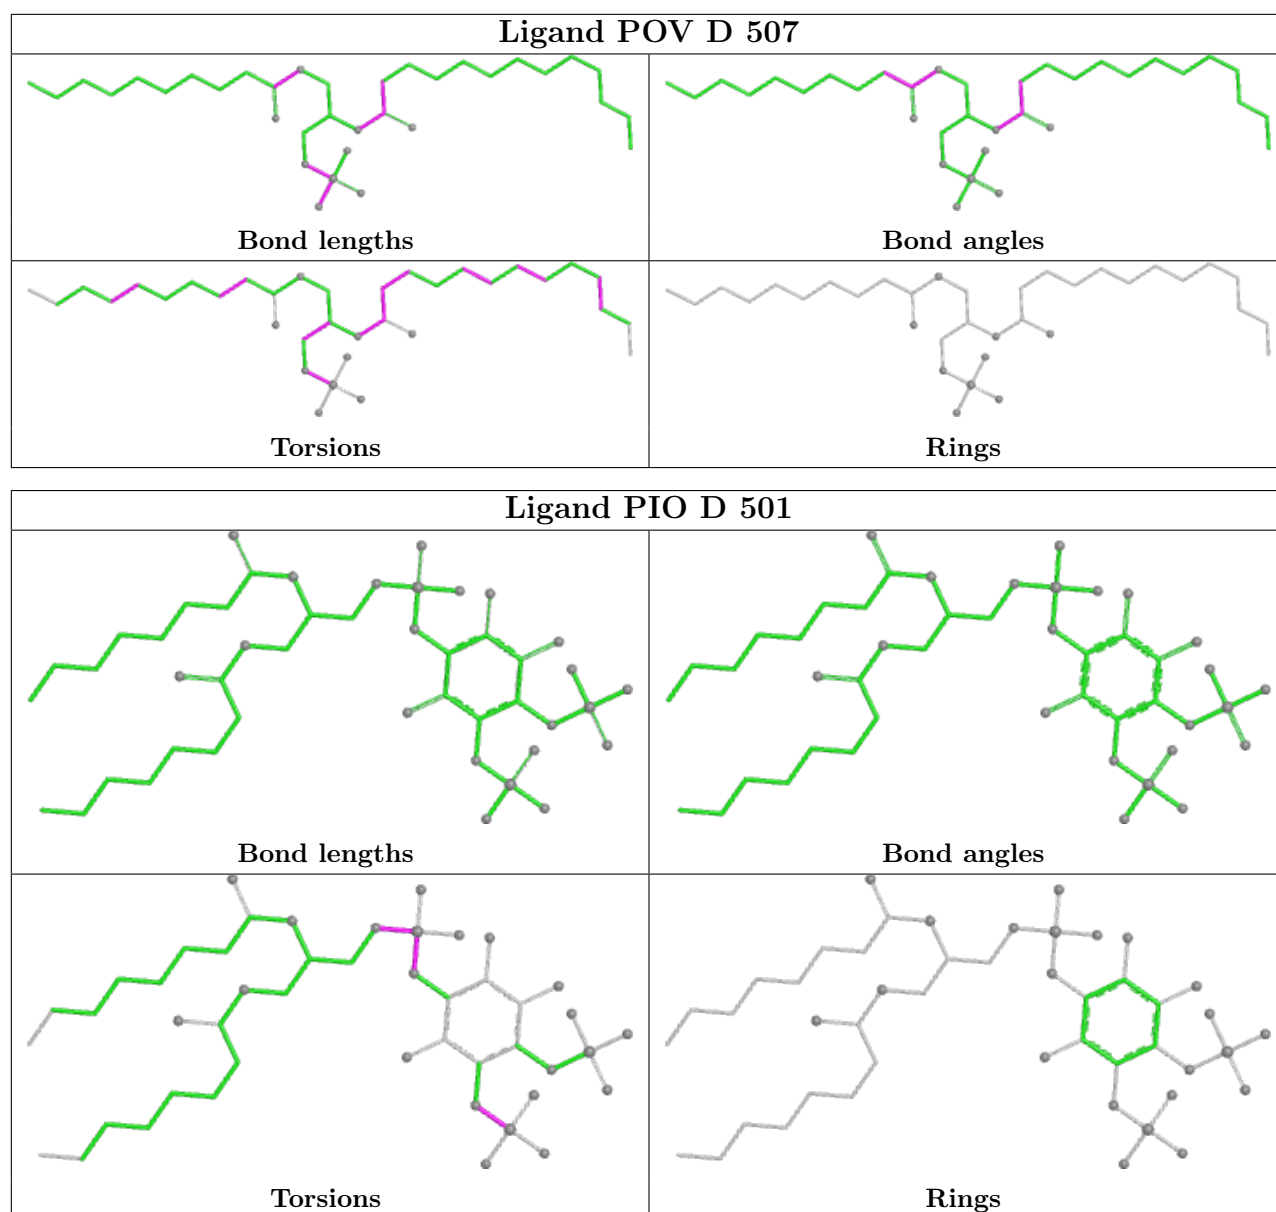 Ligand POV D 507
Bond lengths
Bond angles
Torsions
Rings
Ligand PIO D 501
Bond lengths
Bond angles
Torsions
Rings